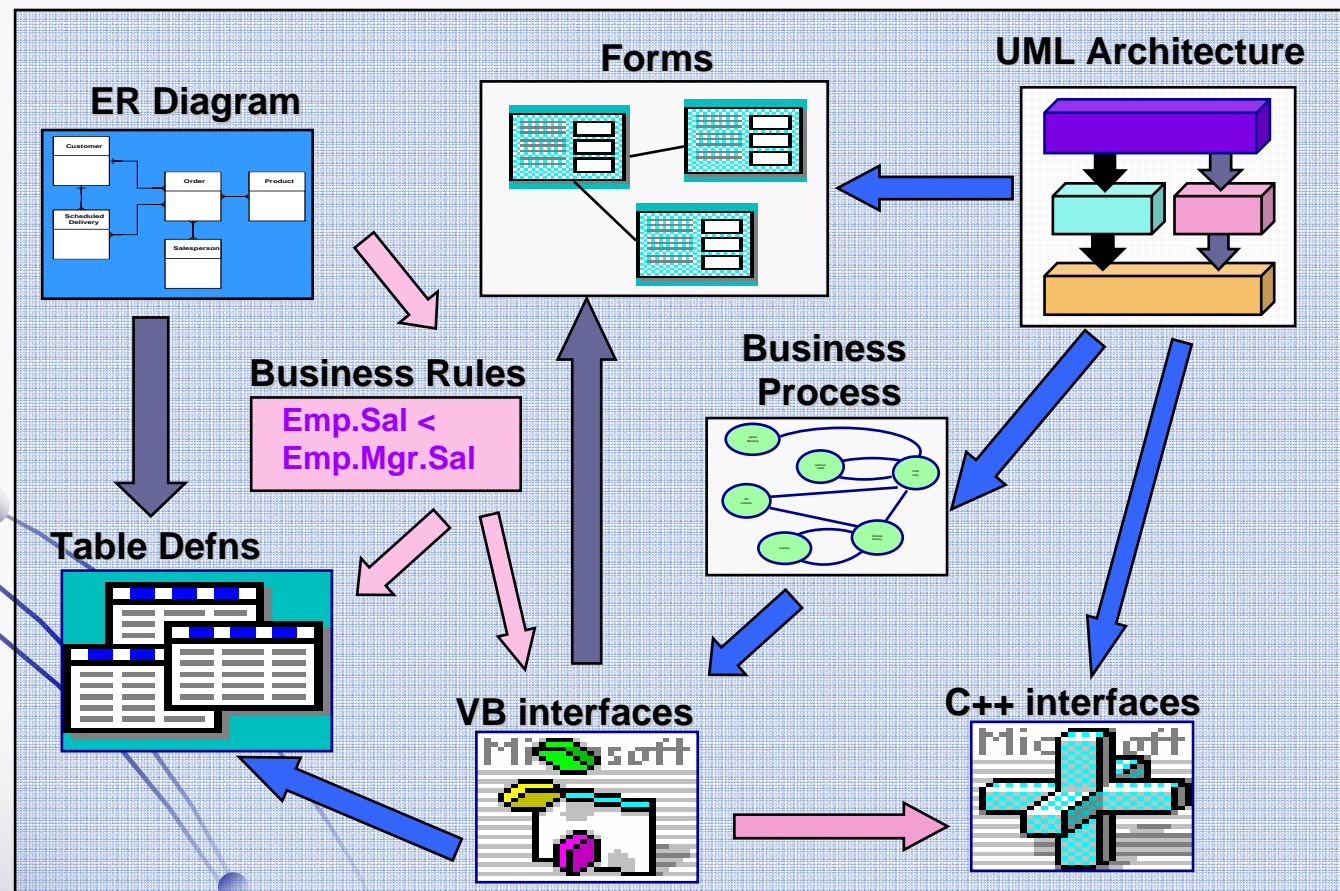 Forms
UML Architecture
ER Diagram
Customer
Order
Product
Scheduled
Delivery
Salesperson
Business Rules
Emp.Sal <
Emp.Mgr.Sal
Business
Process
Table Defns
VB interfaces
C++ interfaces